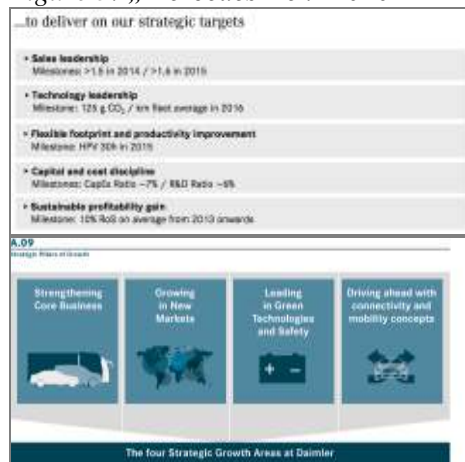 ...to deliver on our strategic targets
• Sales leadership
Milestones: >1.5 in 2014 / >1.6 in 2015
• Technology leadership
Milestone: 125 g CO₂ / km fleet average in 2016
• Flexible footprint and productivity improvement
Milestone: HPV 30h in 2015
• Capital and cost discipline
Milestones: CapEx Ratio ~7% / R&D Ratio ~6%
• Sustainable profitability gain
Milestone: 10% RoS on average from 2013 onwards
A.09
Strategic Pillars of Growth
Strengthening
Core Business
Growing
in New
Markets
Leading
in Green
Technologies
and Safety
Driving ahead with
connectivity and
mobility concepts
+ −
The four Strategic Growth Areas at Daimler